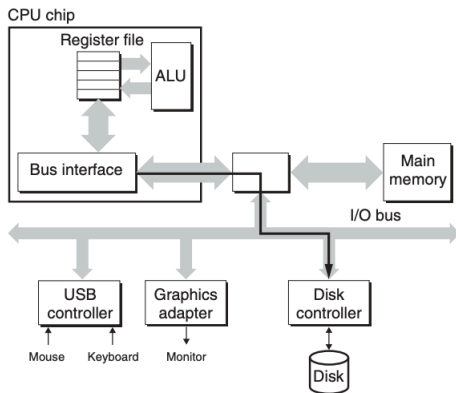 CPU chip
Register file
ALU
Bus interface
Main
memory
I/O bus
USB
controller
Graphics
adapter
Disk
controller
Mouse
Keyboard
Monitor
Disk